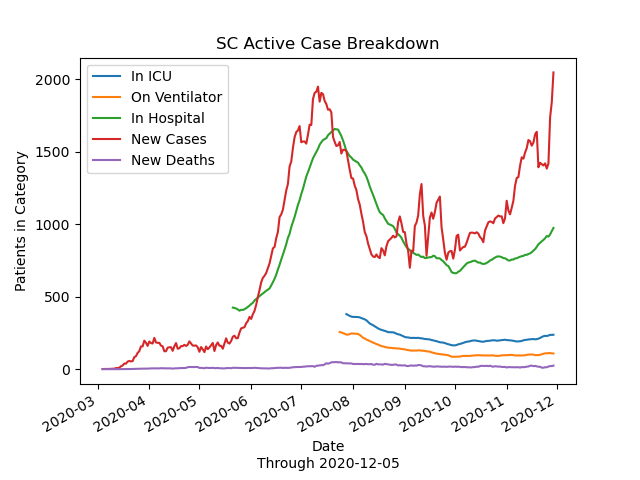 SC Active Case Breakdown
In ICU
On Ventilator
In Hospital
New Cases
New Deaths
Patients in Category
2000
1500
1000
500
0
2020-03
2020-04
2020-05
2020-06
2020-07
2020-08
2020-09
2020-10
2020-11
2020-12
Date
Through 2020-12-05